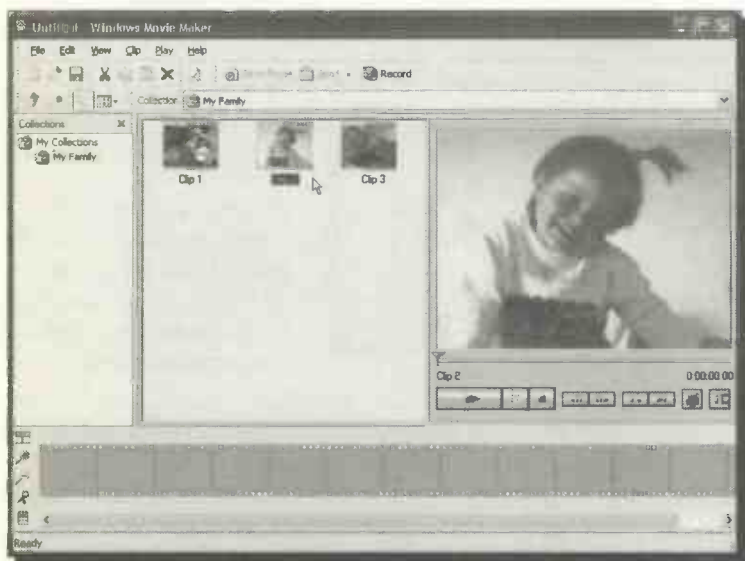 Untitled - Windows Movie Maker
File Edit View Clip Play Help
Record
Collection: My Family
Collections
My Collections
My Family
Clip 1
Clip 3
Clip 2
0:00:00.00
Ready